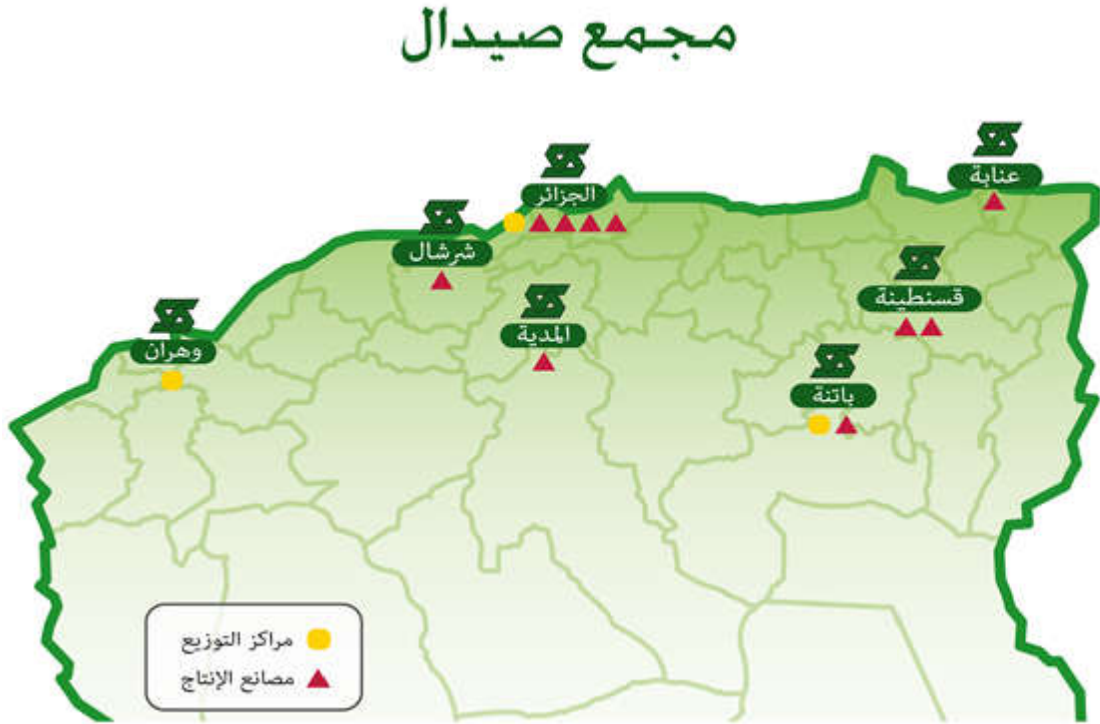 مجمع صيدال
عنابة
الجزائر
شرشال
قسنطينة
المدية
وهران
باتنة
مراكز التوزيع
مصانع الإنتاج